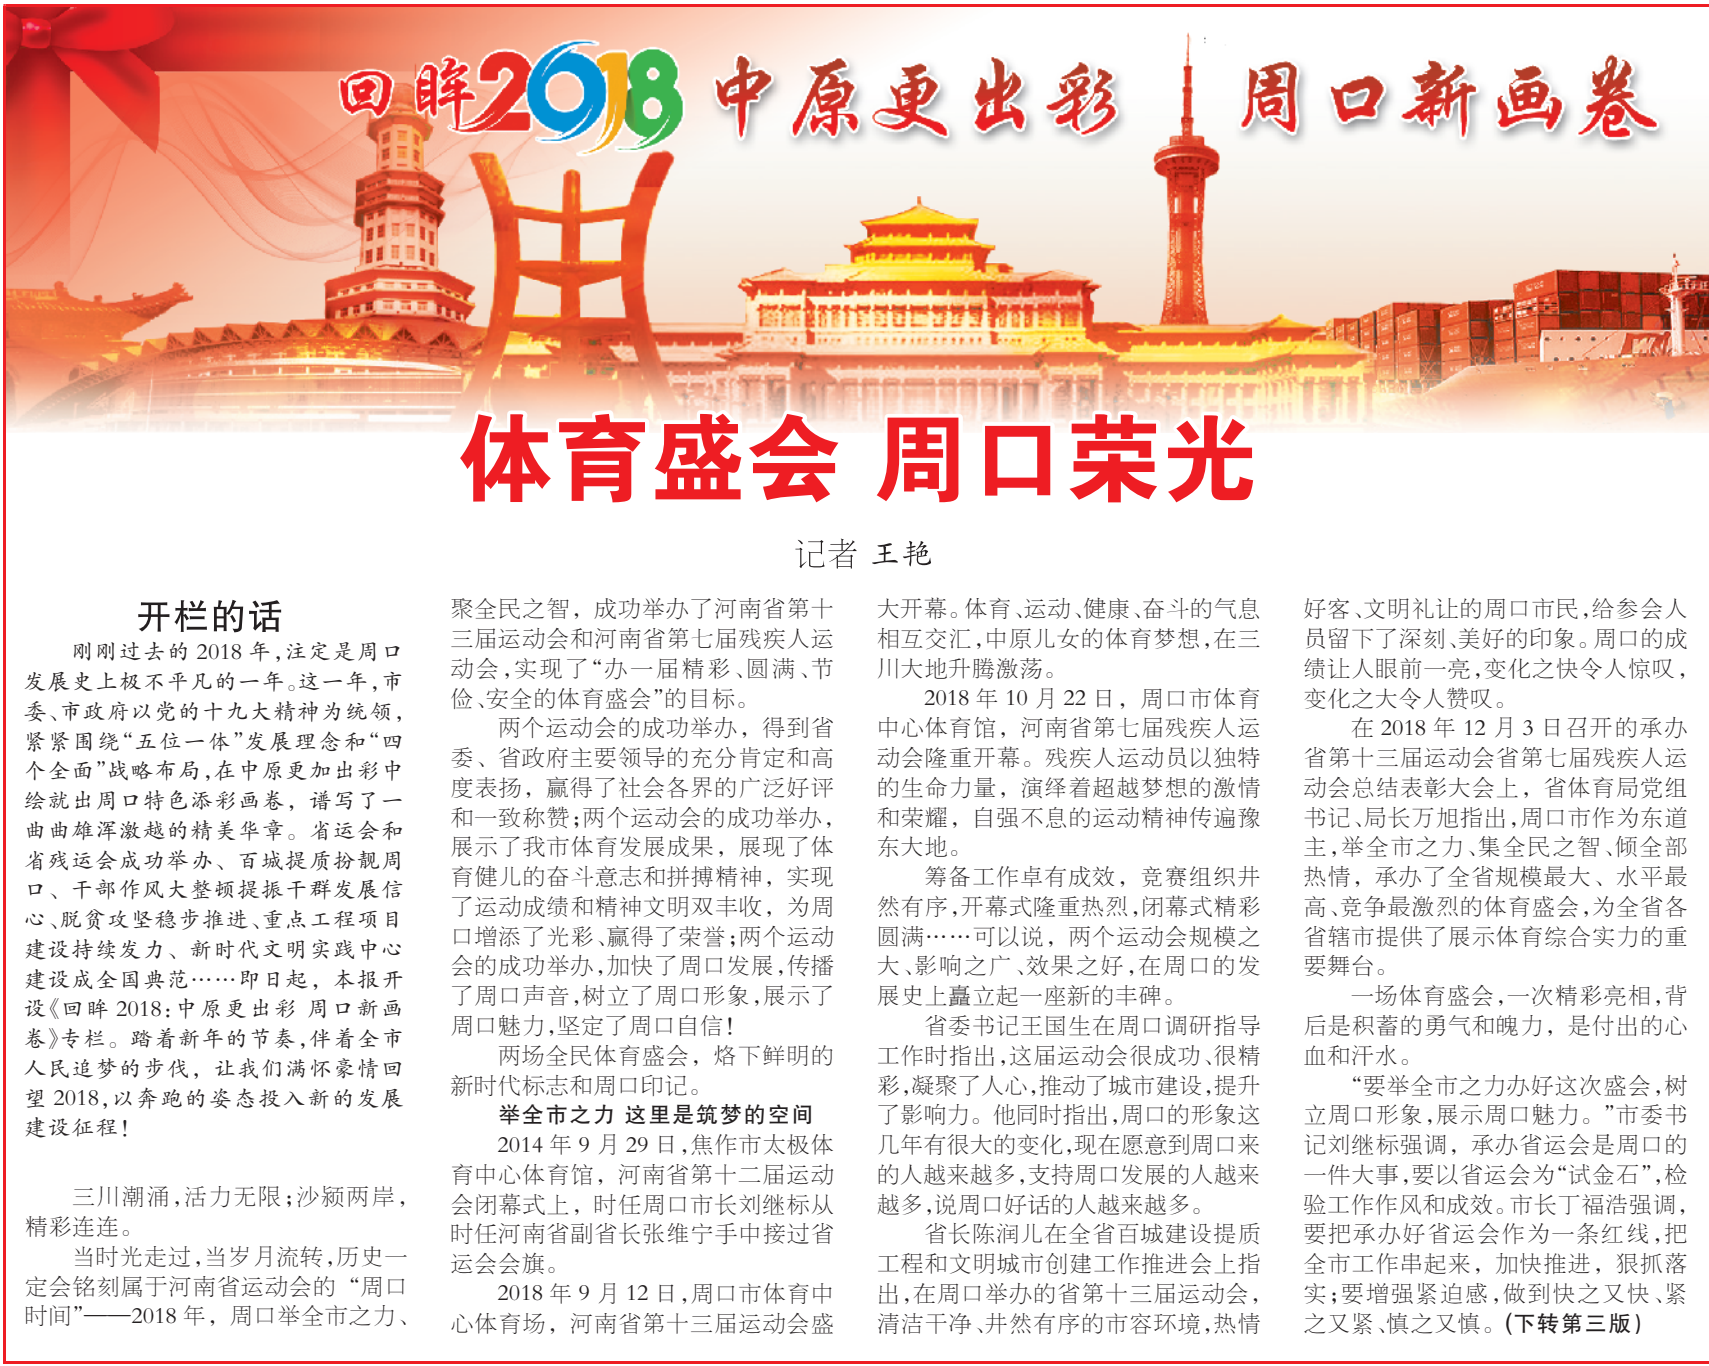 回眸2018 中原更出彩 周口新画卷
体育盛会 周口荣光
记者 王艳
开栏的话
刚刚过去的 2018 年,注定是周口
发展史上极不平凡的一年。这一年,市
委、市政府以党的十九大精神为统领,
紧紧围绕“五位一体”发展理念和“四
个全面”战略布局,在中原更加出彩中
绘就出周口特色添彩画卷，谱写了一
曲曲雄浑激越的精美华章。省运会和
省残运会成功举办、百城提质扮靓周
口、干部作风大整顿提振干群发展信
心、脱贫攻坚稳步推进、重点工程项目
建设持续发力、新时代文明实践中心
建设成全国典范……即日起，本报开
设《回眸 2018：中原更出彩 周口新画
卷》专栏。踏着新年的节奏,伴着全市
人民追梦的步伐，让我们满怀豪情回
望 2018,以奔跑的姿态投入新的发展
建设征程！
三川潮涌,活力无限;沙颍两岸,
精彩连连。
当时光走过,当岁月流转,历史一
定会铭刻属于河南省运动会的“周口
时间”——2018 年，周口举全市之力、
聚全民之智，成功举办了河南省第十
三届运动会和河南省第七届残疾人运
动会,实现了“办一届精彩、圆满、节
俭、安全的体育盛会”的目标。
两个运动会的成功举办，得到省
委、省政府主要领导的充分肯定和高
度表扬，赢得了社会各界的广泛好评
和一致称赞;两个运动会的成功举办,
展示了我市体育发展成果，展现了体
育健儿的奋斗意志和拼搏精神，实现
了运动成绩和精神文明双丰收，为周
口增添了光彩、赢得了荣誉;两个运动
会的成功举办,加快了周口发展,传播
了周口声音,树立了周口形象,展示了
周口魅力,坚定了周口自信！
两场全民体育盛会，烙下鲜明的
新时代标志和周口印记。
举全市之力 这里是筑梦的空间
2014 年 9 月 29 日,焦作市太极体
育中心体育馆，河南省第十二届运动
会闭幕式上，时任周口市长刘继标从
时任河南省副省长张维宁手中接过省
运会会旗。
2018 年 9 月 12 日,周口市体育中
心体育场，河南省第十三届运动会盛
大开幕。体育、运动、健康、奋斗的气息
相互交汇,中原儿女的体育梦想,在三
川大地升腾激荡。
2018 年 10 月 22 日，周口市体育
中心体育馆，河南省第七届残疾人运
动会隆重开幕。残疾人运动员以独特
的生命力量，演绎着超越梦想的激情
和荣耀，自强不息的运动精神传遍豫
东大地。
筹备工作卓有成效，竞赛组织井
然有序,开幕式隆重热烈,闭幕式精彩
圆满……可以说，两个运动会规模之
大、影响之广、效果之好,在周口的发
展史上矗立起一座新的丰碑。
省委书记王国生在周口调研指导
工作时指出,这届运动会很成功、很精
彩,凝聚了人心,推动了城市建设,提升
了影响力。他同时指出,周口的形象这
几年有很大的变化,现在愿意到周口来
的人越来越多,支持周口发展的人越来
越多,说周口好话的人越来越多。
省长陈润儿在全省百城建设提质
工程和文明城市创建工作推进会上指
出,在周口举办的省第十三届运动会,
清洁干净、井然有序的市容环境,热情
好客、文明礼让的周口市民,给参会人
员留下了深刻、美好的印象。周口的成
绩让人眼前一亮,变化之快令人惊叹,
变化之大令人赞叹。
在 2018 年 12 月 3 日召开的承办
省第十三届运动会省第七届残疾人运
动会总结表彰大会上，省体育局党组
书记、局长万旭指出,周口市作为东道
主,举全市之力、集全民之智、倾全部
热情，承办了全省规模最大、水平最
高、竞争最激烈的体育盛会,为全省各
省辖市提供了展示体育综合实力的重
要舞台。
一场体育盛会,一次精彩亮相,背
后是积蓄的勇气和魄力，是付出的心
血和汗水。
“要举全市之力办好这次盛会,树
立周口形象,展示周口魅力。”市委书
记刘继标强调，承办省运会是周口的
一件大事,要以省运会为“试金石”,检
验工作作风和成效。市长丁福浩强调,
要把承办好省运会作为一条红线,把
全市工作串起来，加快推进，狠抓落
实;要增强紧迫感,做到快之又快、紧
之又紧、慎之又慎。(下转第三版)